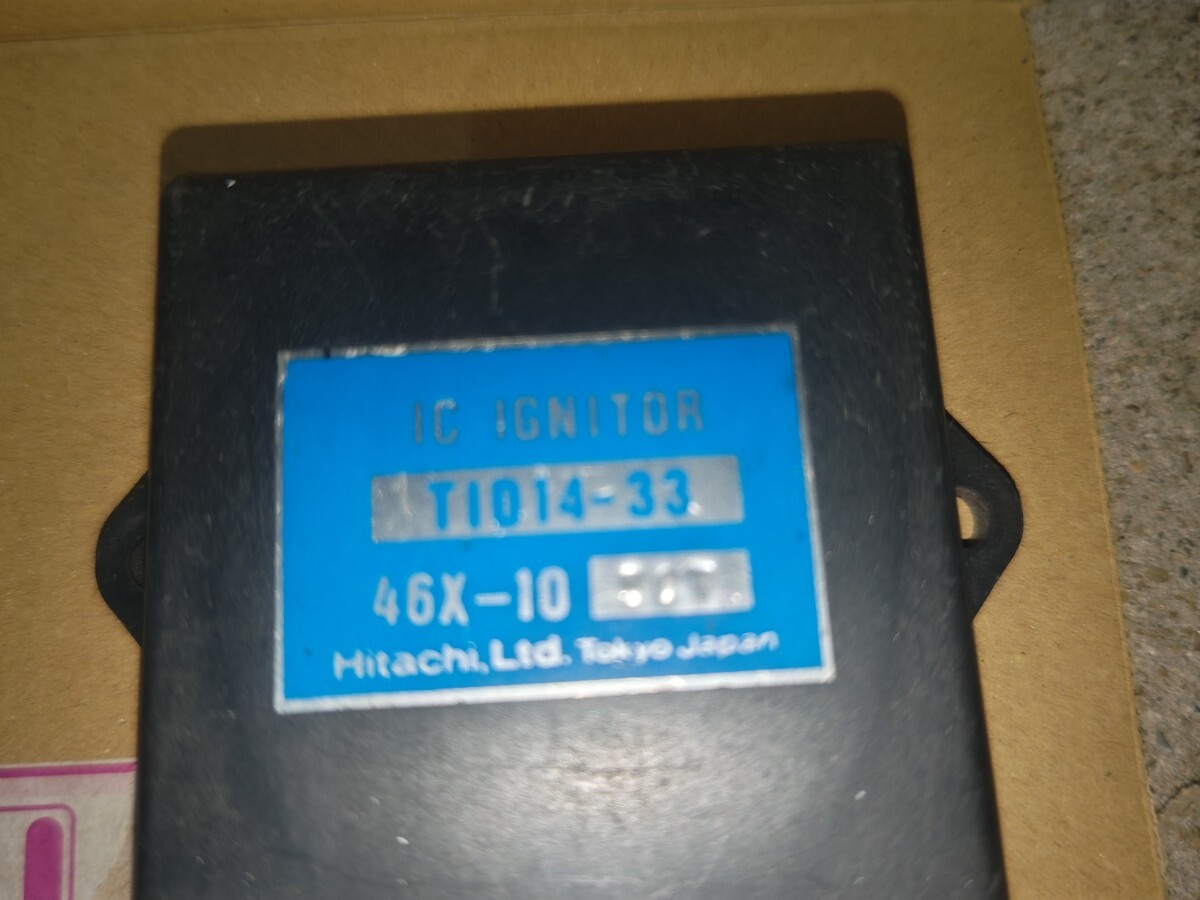 IC IGNITOR
TID14-33
46X-10
Hitachi, Ltd. Tokyo Japan